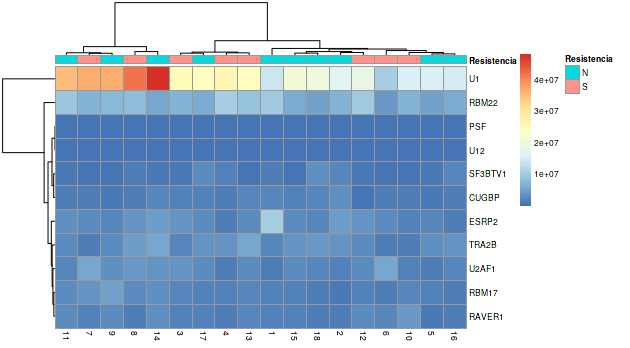 Resistencia
Resistencia
U1
N
S
RBM22
PSF
U12
SF3BTV1
CUGBP
ESRP2
TRA2B
U2AF1
RBM17
RAVER1
4e+07
3e+07
2e+07
1e+07
11 7 9 8 14 3 17 4 13 1 15 18 2 12 6 10 5 16